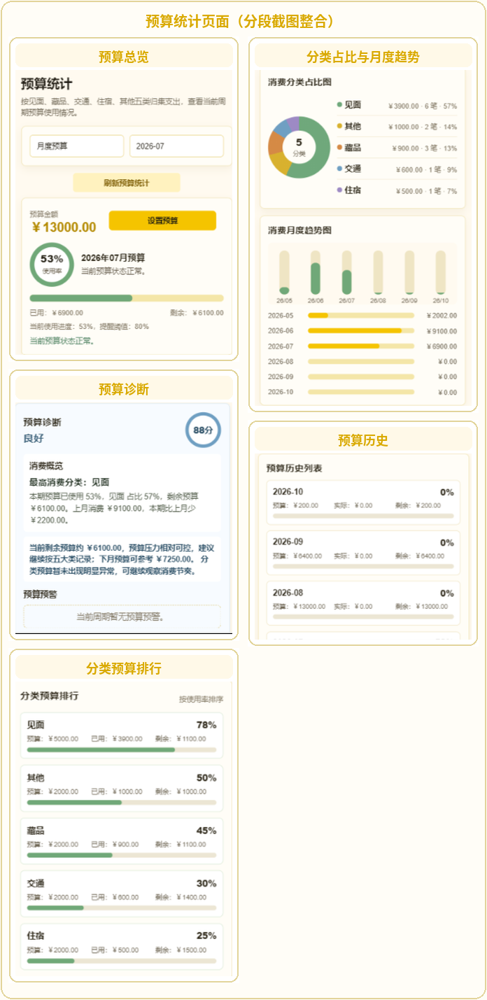 预算统计页面（分段截图整合）
预算总览
预算统计
按见面、藏品、交通、住宿、其他五类归集支出，查看当前周
期预算使用情况。
月度预算
2026-07
刷新预算统计
预算金额
￥13000.00
设置预算
53%
使用率
2026年07月预算
当前预算状态正常。
已用：￥6900.00
剩余：￥6100.00
当前使用进度：53%，提醒阈值：80%
当前预算状态正常。
预算诊断
预算诊断
良好
88分
消费概览
最高消费分类：见面
本期预算已使用 53%，见面 占比 57%，剩余预算
￥6100.00。上月消费 ￥9100.00，本期比上月少
￥2200.00。
当前剩余预算约 ￥6100.00，预算压力相对可控，建议
继续按五大类记录；下月预算可参考 ￥7250.00。 分
类预算暂未出现明显异常，可继续观察消费节奏。
预算预警
当前周期暂无预算预警。
分类预算排行
分类预算排行
按使用率排序
见面
78%
预算：￥5000.00 已用：￥3900.00 剩余：￥1100.00
其他
50%
预算：￥2000.00 已用：￥1000.00 剩余：￥1000.00
藏品
45%
预算：￥2000.00 已用：￥900.00 剩余：￥1100.00
交通
30%
预算：￥2000.00 已用：￥600.00 剩余：￥1400.00
住宿
25%
预算：￥2000.00 已用：￥500.00 剩余：￥1500.00
分类占比与月度趋势
消费分类占比图
5
分类
见面 ￥3900.00 · 6 笔 · 57%
其他 ￥1000.00 · 2 笔 · 14%
藏品 ￥900.00 · 3 笔 · 13%
交通 ￥600.00 · 1 笔 · 9%
住宿 ￥500.00 · 1 笔 · 7%
消费月度趋势图
26/05 26/06 26/07 26/08 26/09 26/10
2026-05 ￥2002.00
2026-06 ￥9100.00
2026-07 ￥6900.00
2026-08 ￥0.00
2026-09 ￥0.00
2026-10 ￥0.00
预算历史
预算历史列表
2026-10
0%
预算：￥200.00 实际：￥0.00 剩余：￥200.00
2026-09
0%
预算：￥6400.00 实际：￥0.00 剩余：￥6400.00
2026-08
0%
预算：￥13000.00 实际：￥0.00 剩余：￥13000.00